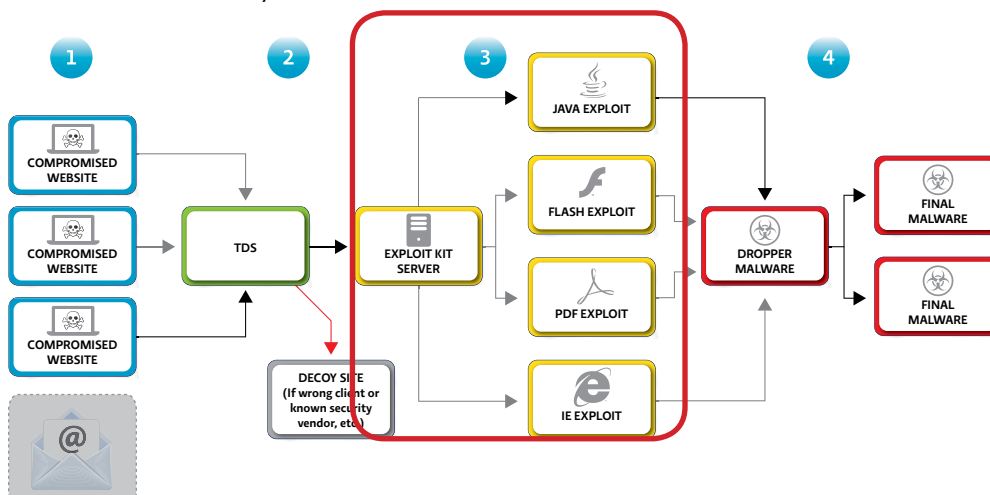 1
2
3
4
COMPROMISED
WEBSITE
COMPROMISED
WEBSITE
COMPROMISED
WEBSITE
@
TDS
DECOY SITE
(If wrong client or
known security
vendor, etc.)
EXPLOIT KIT
SERVER
JAVA EXPLOIT
FLASH EXPLOIT
PDF EXPLOIT
IE EXPLOIT
DROPPER
MALWARE
FINAL
MALWARE
FINAL
MALWARE